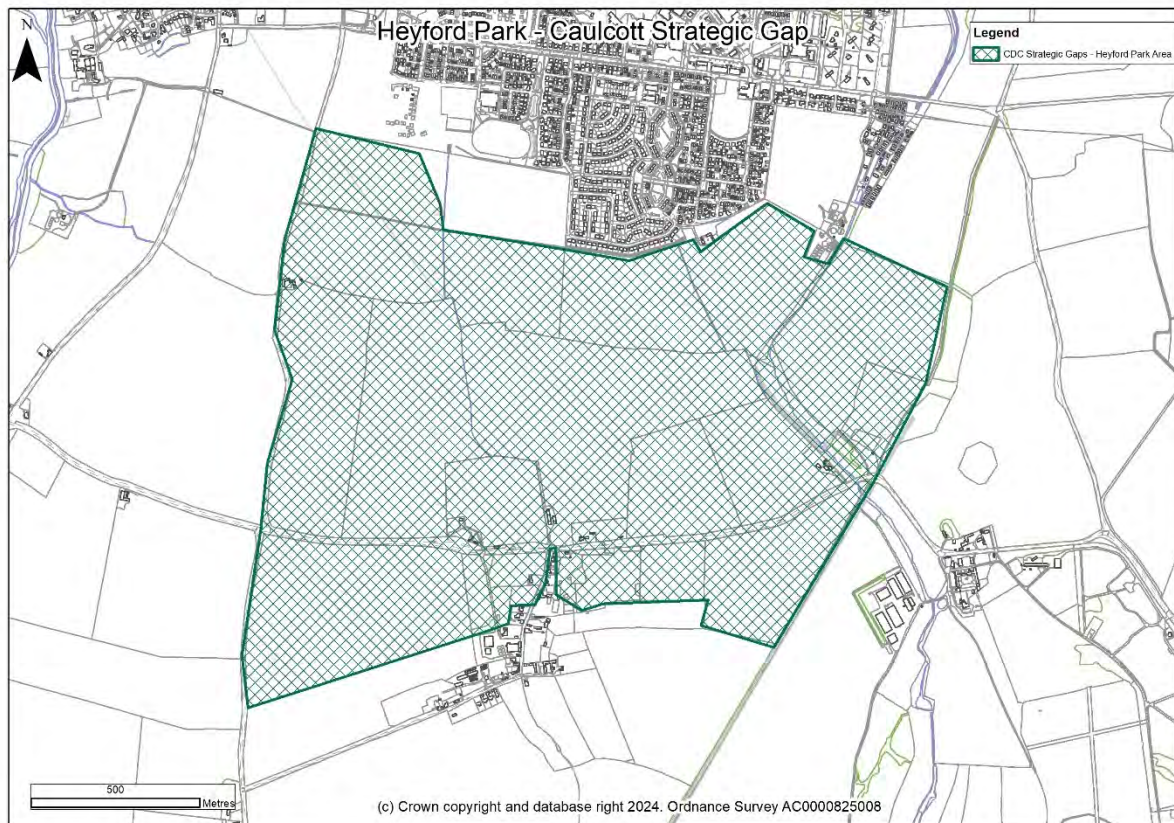 N
Heyford Park - Caulcott Strategic Gap
Legend
CDC Strategic Gaps - Heyford Park Area
500
Metres
(c) Crown copyright and database right 2024. Ordnance Survey AC0000825008